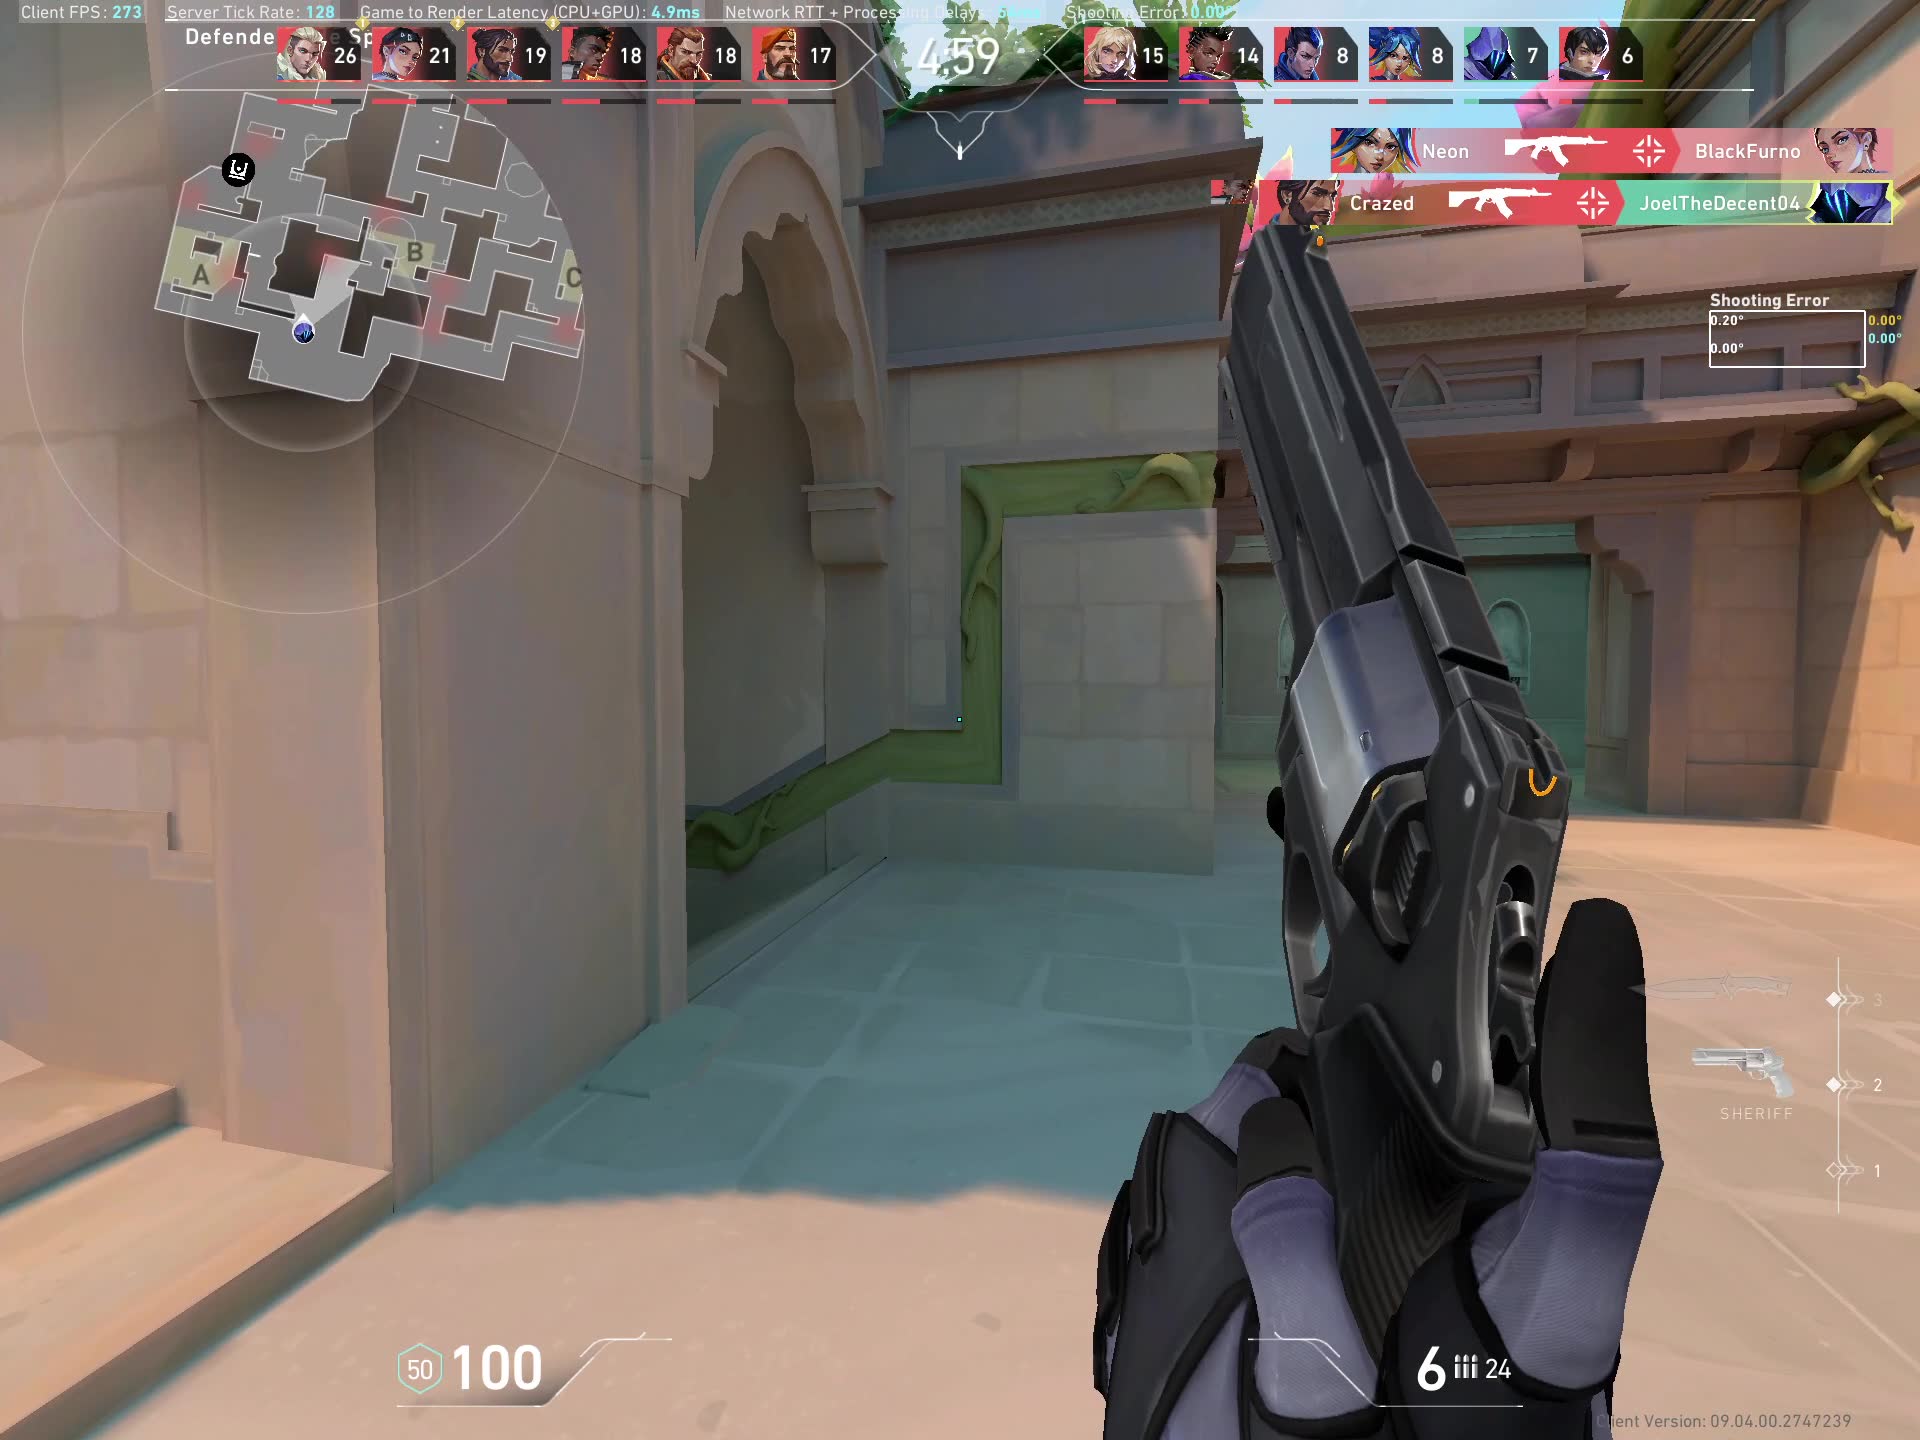 Client FPS: 273 Server Tick Rate: 128 Game to Render Latency (CPU+GPU): 4.9ms Network RTT + Processing Delay: Shooting Error: 0.00°
26 21 19 18 18 17 4:59 15 14 8 8 7 6
Neon BlackFurno
Crazed JoelTheDecent04
A B C
Shooting Error
0.20° 0.00°
0.00°
0.00°
3
2
SHERIFF
1
50 100
6 24
Client Version: 09.04.00.2747239